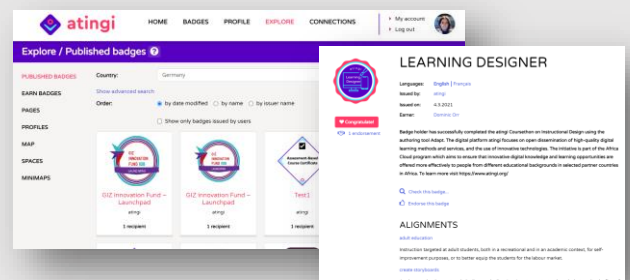 atingi
HOME BADGES PROFILE EXPLORE CONNECTIONS
My account
Log out
Explore / Published badges ?
PUBLISHED BADGES
EARN BADGES
PAGES
PROFILES
MAP
SPACES
MINIMAPS
Country: Germany
Show advanced search
Order: by date modified by name by issuer name
Show only badges issued by users
GIZ Innovation Fund – Launchpad
atingi
1 recipient
GIZ Innovation Fund – Launchpad
atingi
1 recipient
Test1
atingi
1 recipient
LEARNING DESIGNER
Languages: English | Français
Issued by: atingi
Issued on: 4.3.2021
Earner: Dominic Orr
Congratulate!
1 endorsement
Badge holder has successfully completed the atingi Courseathon on Instructional Design using the
authoring tool Adapt. The digital platform atingi focuses on open dissemination of high-quality digital
learning methods and services, and the use of innovative technologies. The initiative is part of the Africa
Cloud program which aims to ensure that innovative digital knowledge and learning opportunities are
offered more effectively to people from different educational backgrounds in selected partner countries
in Africa. To learn more visit https://www.atingi.org/
Check this badge...
Endorse this badge
ALIGNMENTS
adult education
Instruction targeted at adult students, both in a recreational and in an academic context, for self-
improvement purposes, or to better equip the students for the labour market.
create storyboards